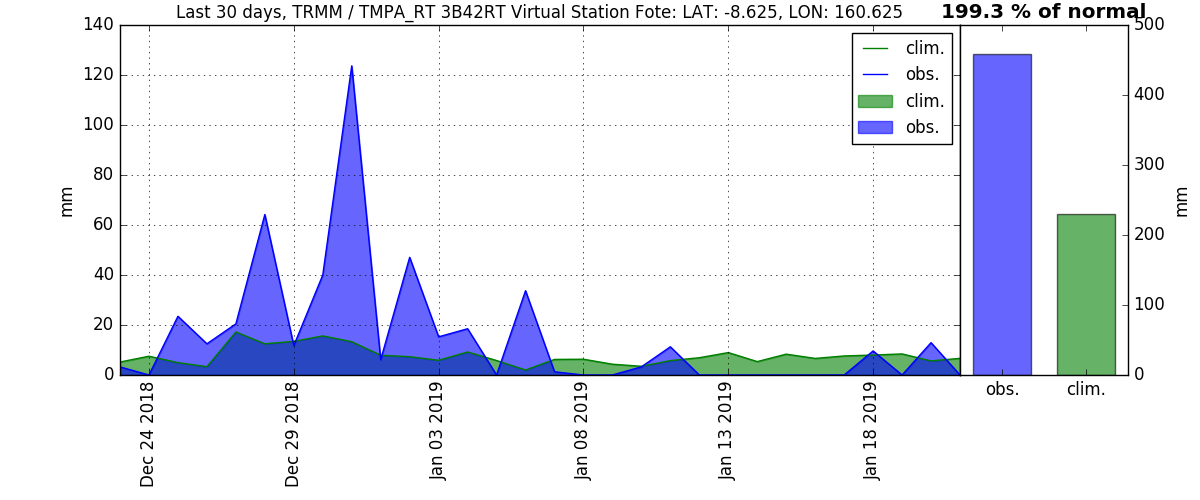 Last 30 days, TRMM / TMPA_RT 3B42RT Virtual Station Fote: LAT: -8.625, LON: 160.625
199.3 % of normal
140
120
100
80
60
40
20
0
mm
clim.
obs.
clim.
obs.
500
400
300
200
100
0
mm
obs.
clim.
Dec 24 2018
Dec 29 2018
Jan 03 2019
Jan 08 2019
Jan 13 2019
Jan 18 2019